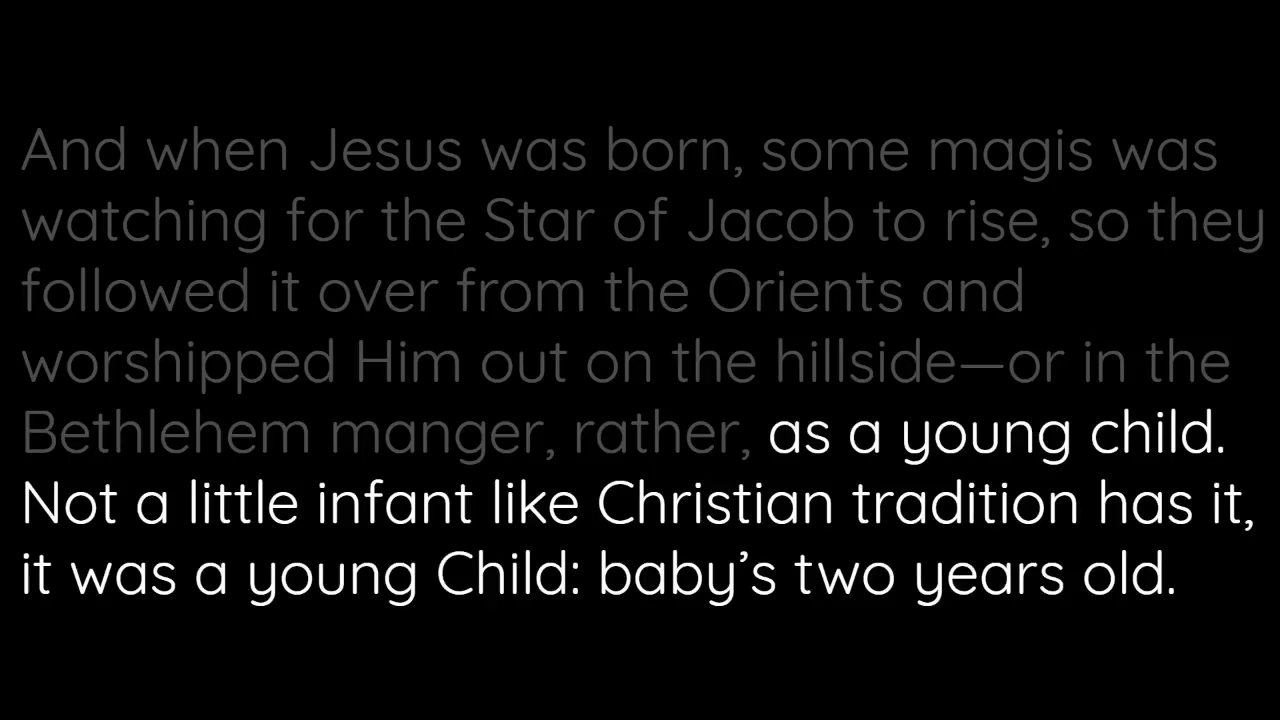 And when Jesus was born, some magis was
watching for the Star of Jacob to rise, so they
followed it over from the Orients and
worshipped Him out on the hillside—or in the
Bethlehem manger, rather, as a young child.
Not a little infant like Christian tradition has it,
it was a young Child: baby’s two years old.